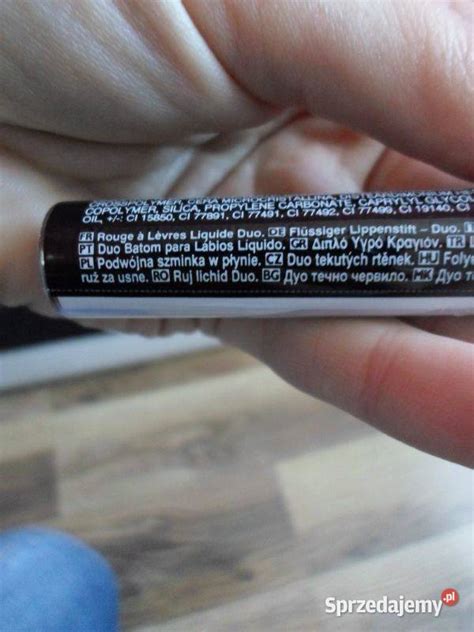 COPOLYMER, SILICA, PROPYLENE CARBONATE, CAPRYLYL GLYC
OIL, +/-: CI 15850, CI 77891, CI 77491, CI 77492, CI 77499, CI 19140
FR Rouge à Lèvres Liquide Duo. DE Flüssiger Lippenstift – Duo.
PT Duo Batom para Lábios Líquido. GR Διπλό Υγρό Κραγιόν. TR
PL Podwójna szminka w płynie. CZ Duo tekutých rtěnek. HU Folyé
ruż za usne. RO Ruj lichid Duo. BG Дуо течно червило. MK Дуо т
Sprzedajemy.pl